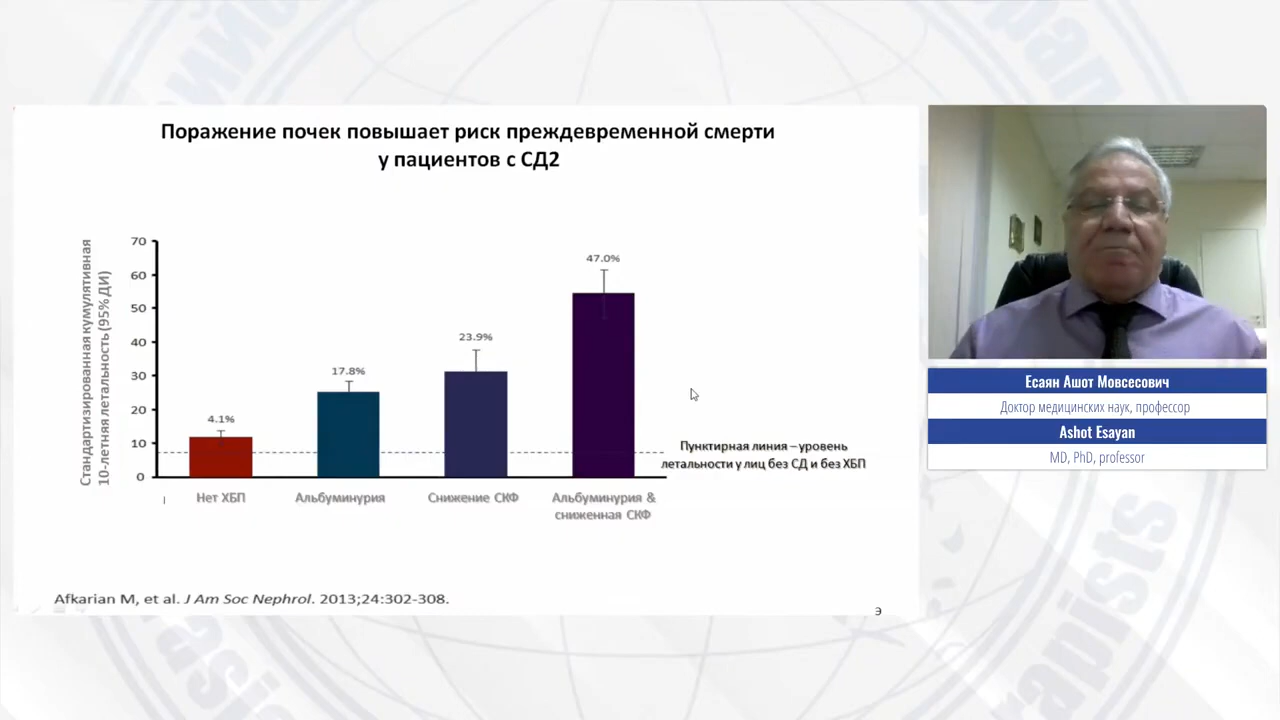 Поражение почек повышает риск преждевременной смерти
у пациентов с СД2
Стандартизированная кумулятивная
10-летняя летальность (95% ДИ)
70
60
50
40
30
20
10
0
4.1%
17.8%
23.9%
47.0%
Нет ХБП
Альбуминурия
Снижение СКФ
Альбуминурия &
сниженная СКФ
Пунктирная линия – уровень
летальности у лиц без СД и без ХБП
Afkarian M, et al. J Am Soc Nephrol. 2013;24:302-308.
Есаян Ашот Мовсесович
Доктор медицинских наук, профессор
Ashot Esayan
MD, PhD, professor